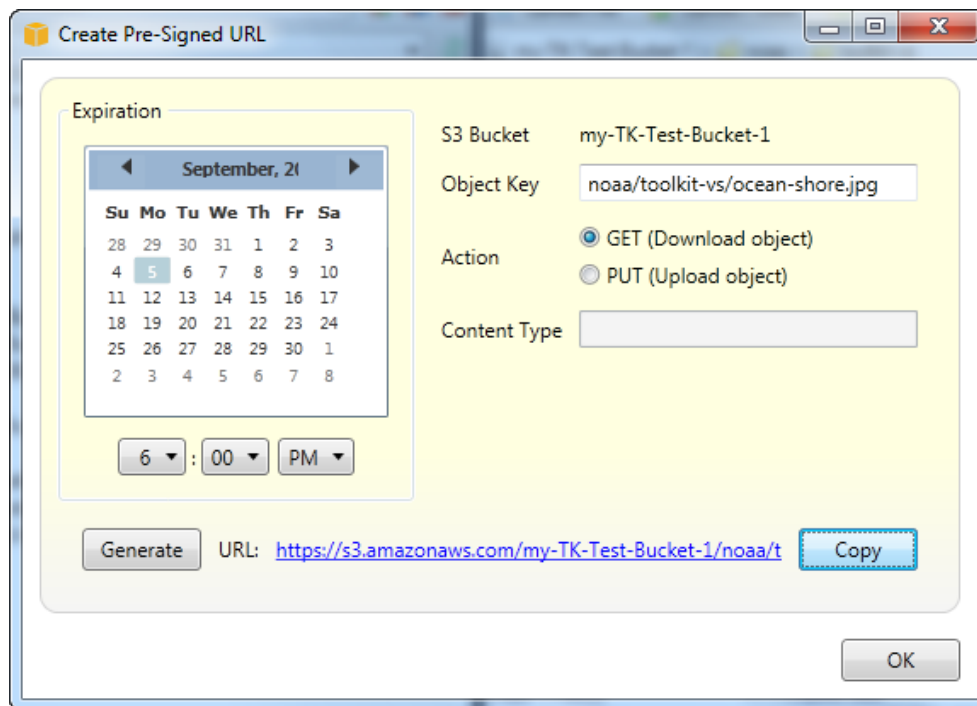 Create Pre-Signed URL
Expiration
September, 20
Su Mo Tu We Th Fr Sa
28 29 30 31 1 2 3
4 5 6 7 8 9 10
11 12 13 14 15 16 17
18 19 20 21 22 23 24
25 26 27 28 29 30 1
2 3 4 5 6 7 8
6 : 00 PM
S3 Bucket my-TK-Test-Bucket-1
Object Key noaa/toolkit-vs/ocean-shore.jpg
Action
GET (Download object)
PUT (Upload object)
Content Type
Generate URL: https://s3.amazonaws.com/my-TK-Test-Bucket-1/noaa/t Copy
OK